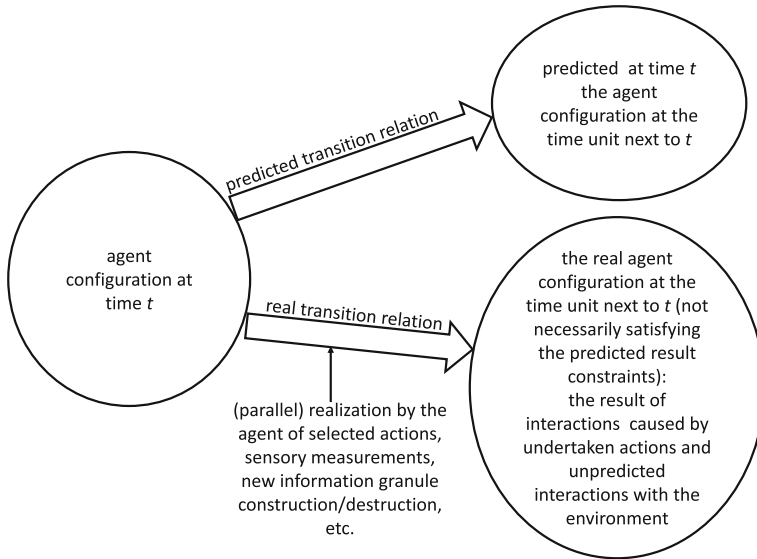 predicted at time t
the agent
configuration at the
time unit next to t
predicted transition relation
agent
configuration at
time t
real transition relation
(parallel) realization by the
agent of selected actions,
sensory measurements,
new information granule
construction/destruction,
etc.
the real agent
configuration at the
time unit next to t (not
necessarily satisfying
the predicted result
constraints):
the result of
interactions caused by
undertaken actions and
unpredicted
interactions with the
environment